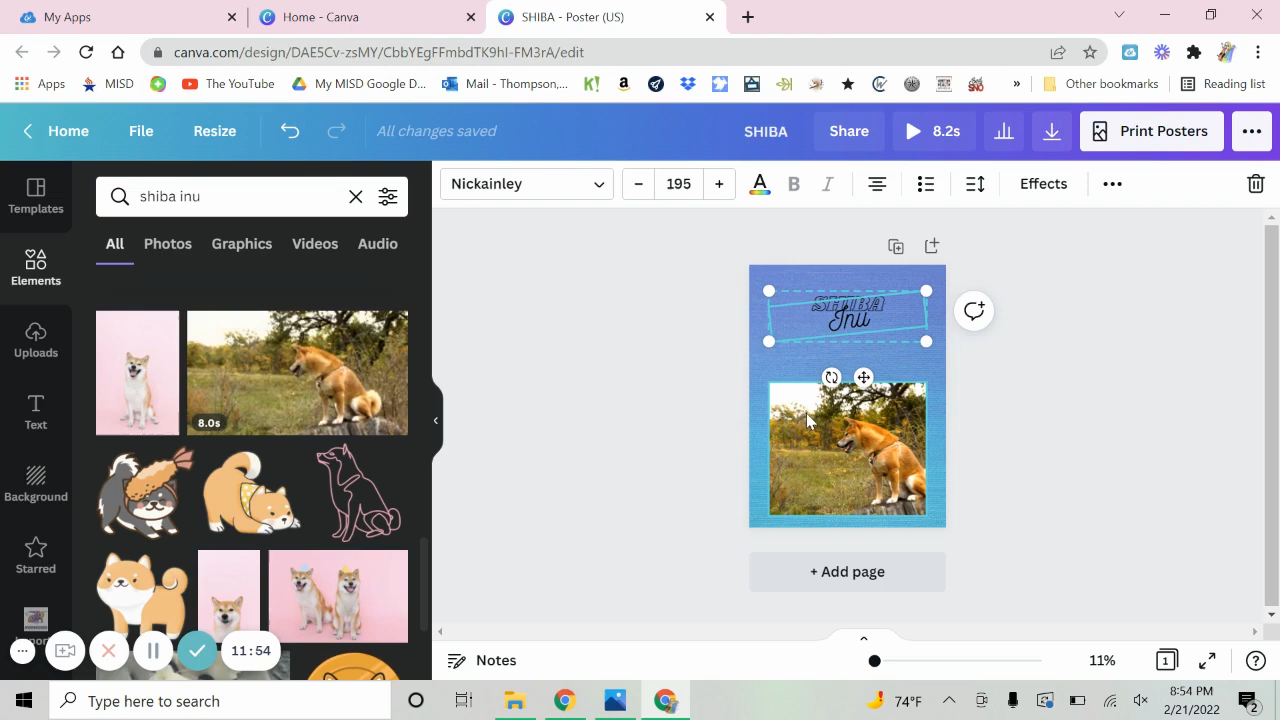 My Apps
Home - Canva
SHIBA - Poster (US)
canva.com/design/DAE5Cv-zsMY/CbbYEgFFmbdTK9hI-FM3rA/edit
Apps
MISD
The YouTube
My MISD Google D...
Mail - Thompson,...
K!
a
»
Other bookmarks
Reading list
Home
File
Resize
All changes saved
SHIBA
Share
8.2s
Print Posters
Templates
Elements
Uploads
Text
Background
Starred
shiba inu
All
Photos
Graphics
Videos
Audio
8.0s
11:54
Nickainley
195
A
B
I
Effects
SHIBA
Inu
+ Add page
Notes
11%
1
Type here to search
74°F
8:54 PM
2/21/2022
2